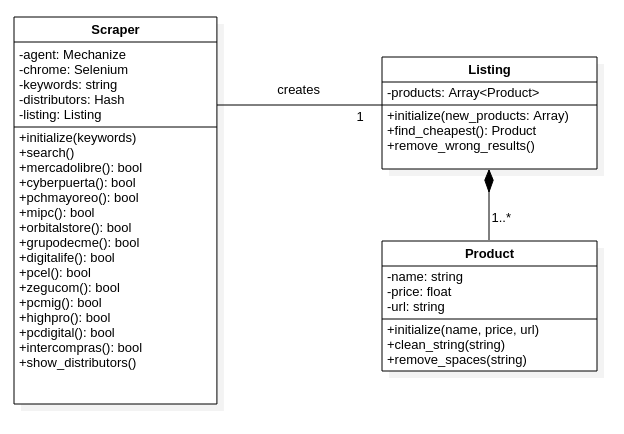 Scraper
-agent: Mechanize
-chrome: Selenium
-keywords: string
-distributors: Hash
-listing: Listing
+initialize(keywords)
+search()
+mercadolibre(): bool
+cyberpuerta(): bool
+pchmayoreo(): bool
+mipc(): bool
+orbitalstore(): bool
+grupodecme(): bool
+digitalife(): bool
+pcel(): bool
+zegucom(): bool
+pcmig(): bool
+highpro(): bool
+pcdigital(): bool
+intercompras(): bool
+show_distributors()
creates
1
Listing
-products: Array<Product>
+initialize(new_products: Array)
+find_cheapest(): Product
+remove_wrong_results()
1..*
Product
-name: string
-price: float
-url: string
+initialize(name, price, url)
+clean_string(string)
+remove_spaces(string)